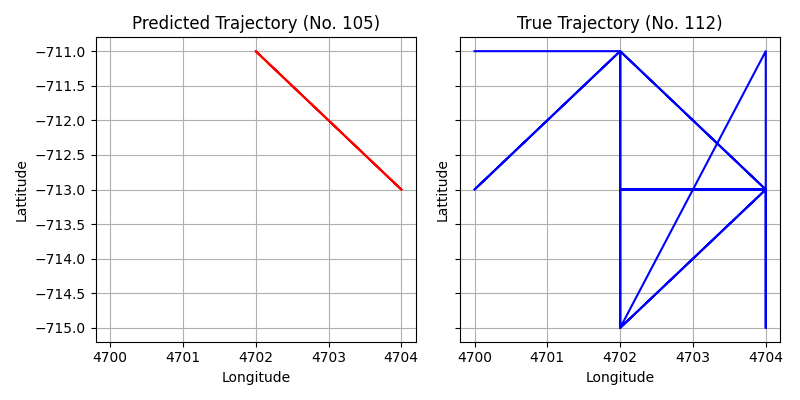 Predicted Trajectory (No. 105)
True Trajectory (No. 112)
−711.0
−711.5
−712.0
−712.5
−713.0
−713.5
−714.0
−714.5
−715.0
Lattitude
Lattitude
4700 4701 4702 4703 4704
4700 4701 4702 4703 4704
Longitude
Longitude